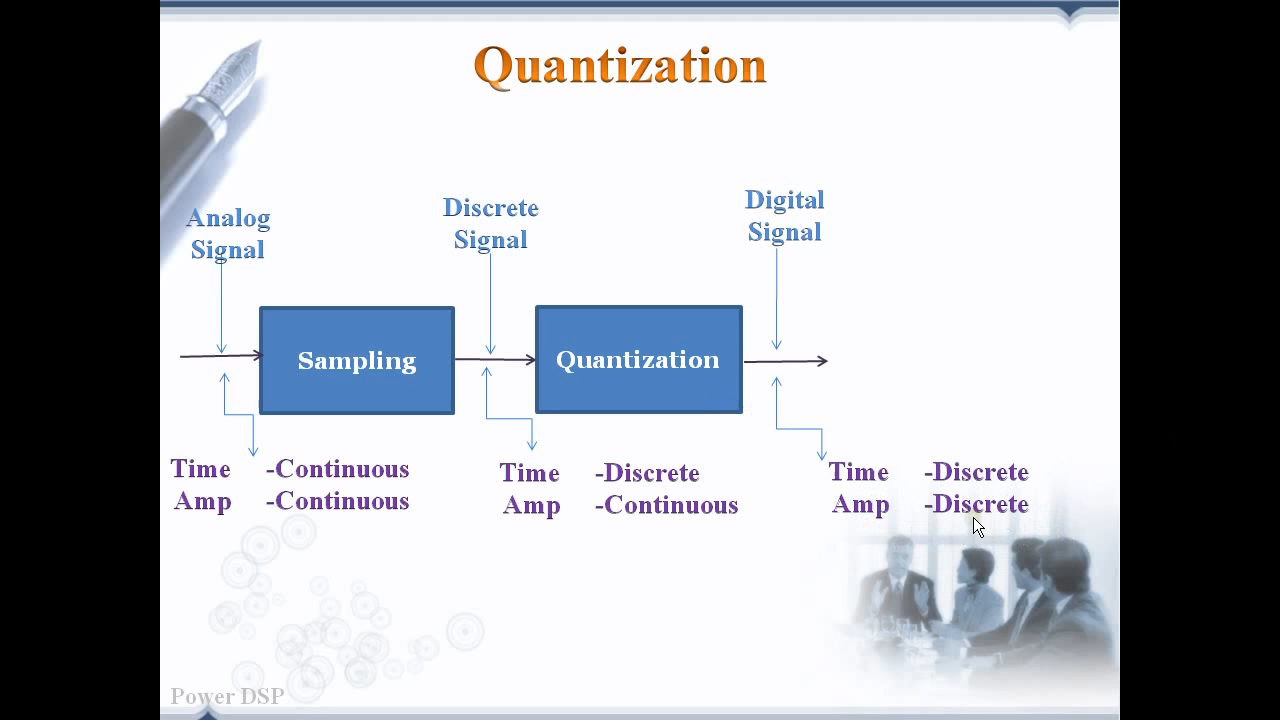 Quantization
Analog
Signal
Discrete
Signal
Digital
Signal
Sampling
Quantization
Time -Continuous
Amp -Continuous
Time -Discrete
Amp -Continuous
Time -Discrete
Amp -Discrete
Power DSP